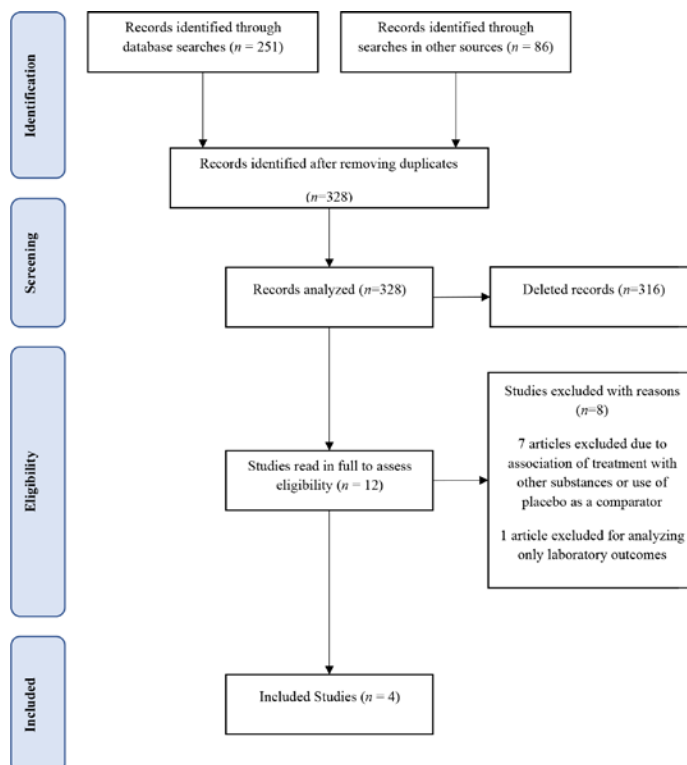 Identification
Records identified through
database searches (n = 251)
Records identified through
searches in other sources (n = 86)
Records identified after removing duplicates
(n=328)
Screening
Records analyzed (n=328)
Deleted records (n=316)
Eligibility
Studies read in full to assess
eligibility (n = 12)
Studies excluded with reasons
(n=8)
7 articles excluded due to
association of treatment with
other substances or use of
placebo as a comparator
1 article excluded for analyzing
only laboratory outcomes
Included
Included Studies (n = 4)